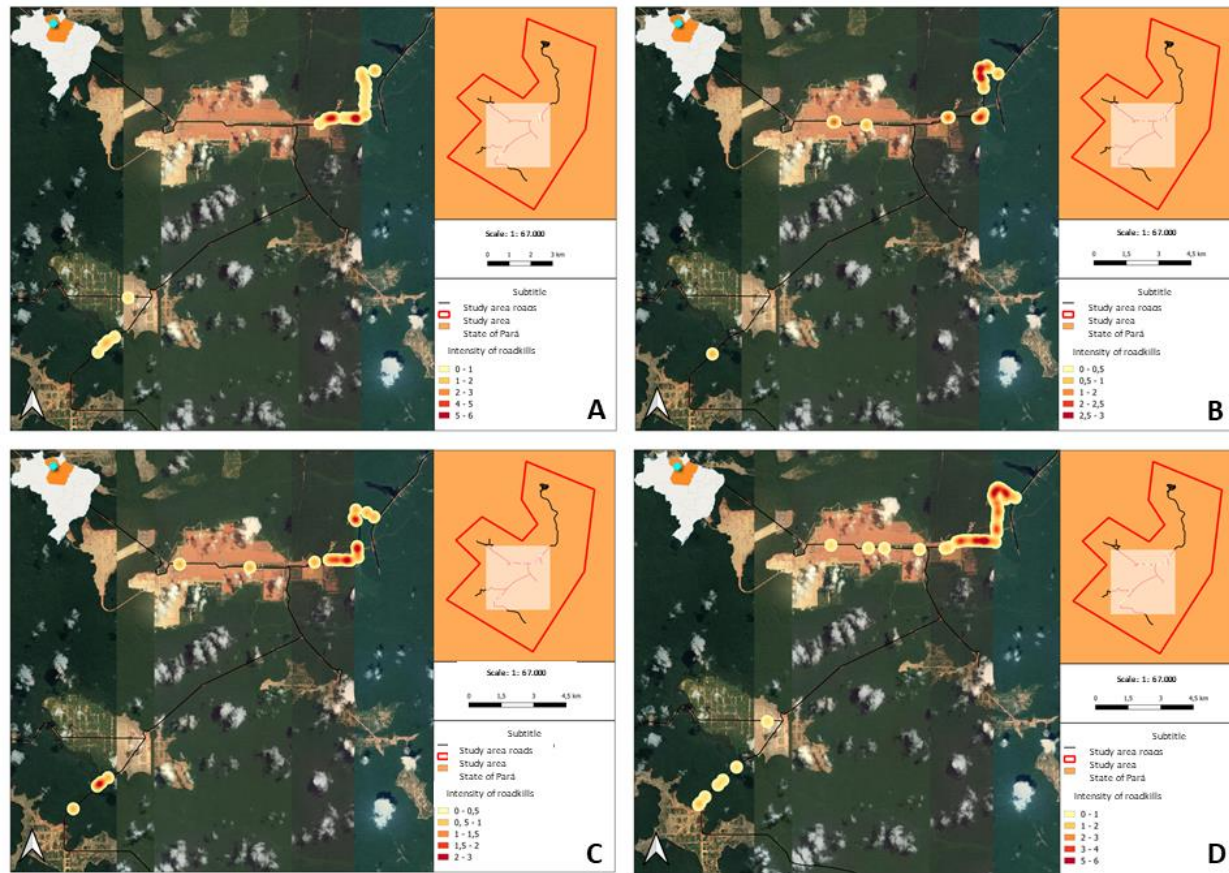 Scale: 1: 67.000
0 1 2 3 km
Subtitle
Study area roads
Study area
State of Pará
Intensity of roadkills
0 - 1
1 - 2
2 - 3
4 - 5
5 - 6
A
Scale: 1: 67.000
0 1,5 3 4,5 km
Subtitle
Study area roads
Study area
State of Pará
Intensity of roadkills
0 - 0,5
0,5 - 1
1 - 2
2 - 2,5
2,5 - 3
B
Scale: 1: 67.000
0 1,5 3 4,5 km
Subtitle
Study area roads
Study area
State of Pará
Intensity of roadkills
0 - 0,5
0, 5 - 1
1 - 1,5
1,5 - 2
2 - 3
C
Scale: 1: 67.000
0 1,5 3 4,5 km
Subtitle
Study area roads
Study area
State of Pará
Intensity of roadkills
0 - 1
1 - 2
2 - 3
3 - 4
5 - 6
D